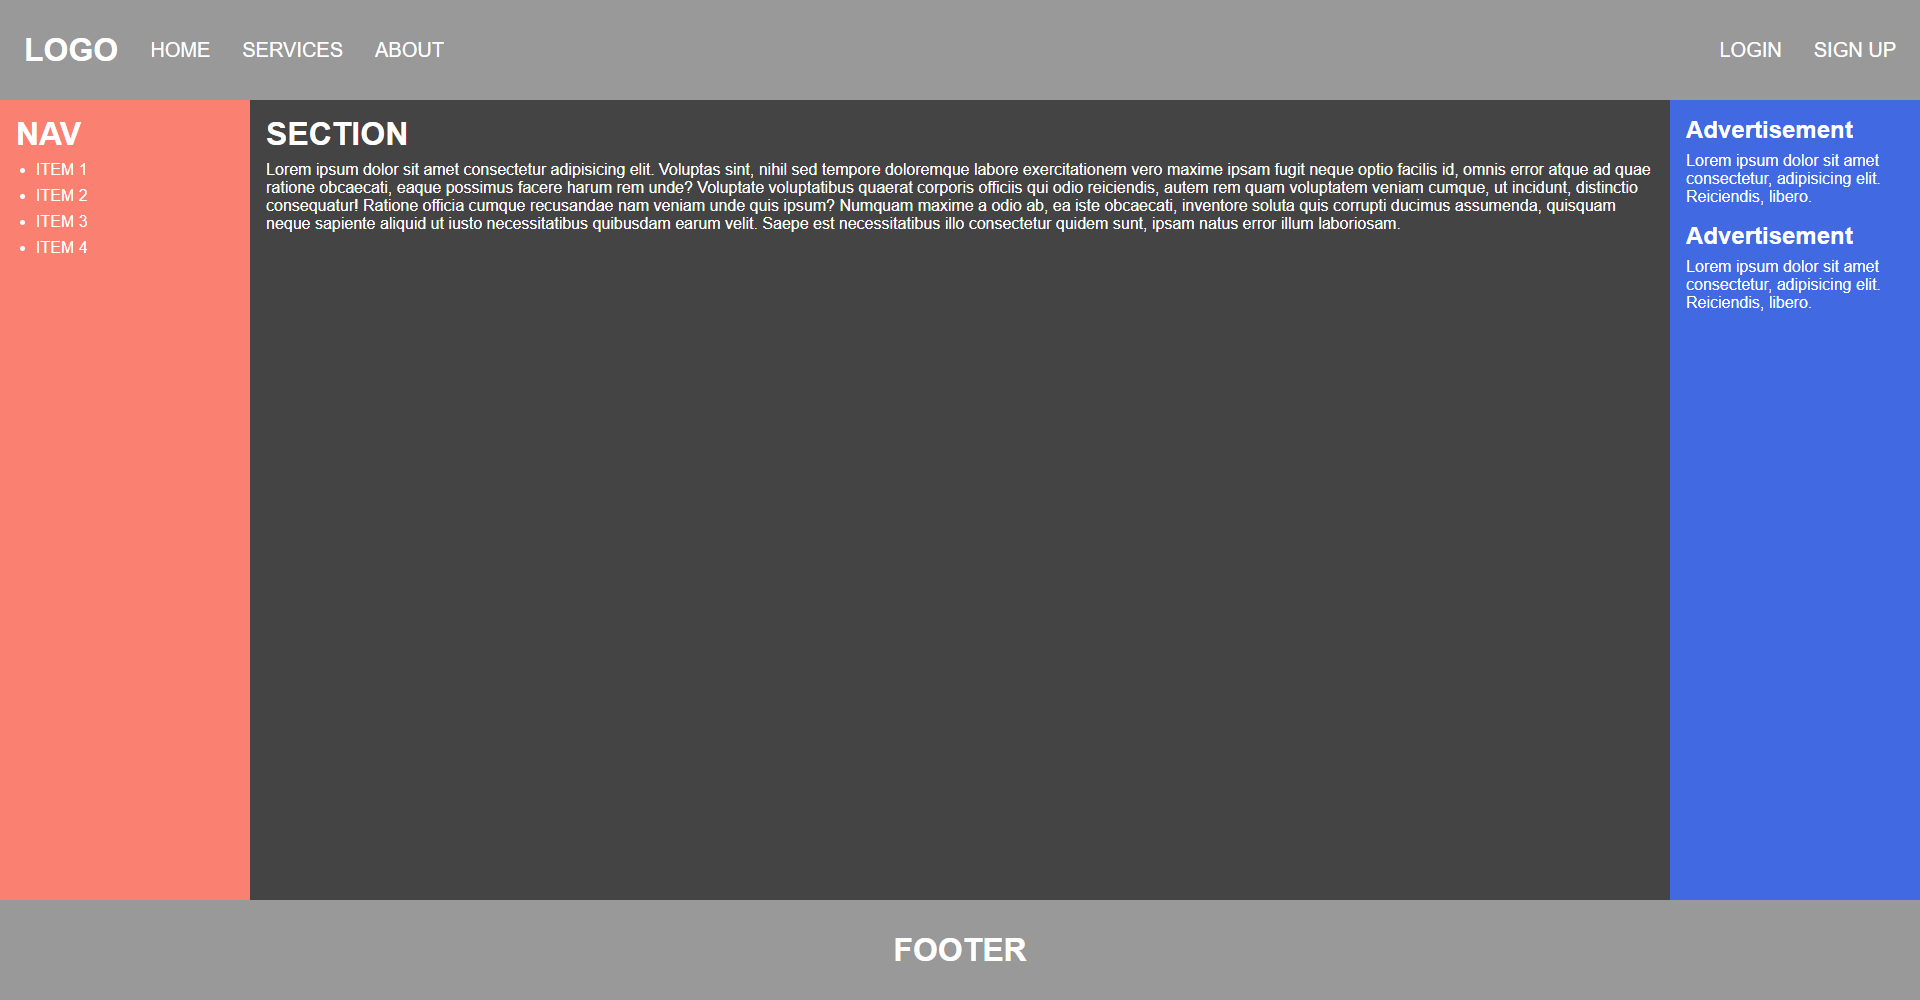 LOGO HOME SERVICES ABOUT LOGIN SIGN UP
NAV
ITEM 1
ITEM 2
ITEM 3
ITEM 4
SECTION
Lorem ipsum dolor sit amet consectetur adipisicing elit. Voluptas sint, nihil sed tempore doloremque labore exercitationem vero maxime ipsam fugit neque optio facilis id, omnis error atque ad quae
ratione obcaecati, eaque possimus facere harum rem unde? Voluptate voluptatibus quaerat corporis officiis qui odio reiciendis, autem rem quam voluptatem veniam cumque, ut incidunt, distinctio
consequatur! Ratione officia cumque recusandae nam veniam unde quis ipsum? Numquam maxime a odio ab, ea iste obcaecati, inventore soluta quis corrupti ducimus assumenda, quisquam
neque sapiente aliquid ut iusto necessitatibus quibusdam earum velit. Saepe est necessitatibus illo consectetur quidem sunt, ipsam natus error illum laboriosam.
Advertisement
Lorem ipsum dolor sit amet
consectetur, adipisicing elit.
Reiciendis, libero.
Advertisement
Lorem ipsum dolor sit amet
consectetur, adipisicing elit.
Reiciendis, libero.
FOOTER